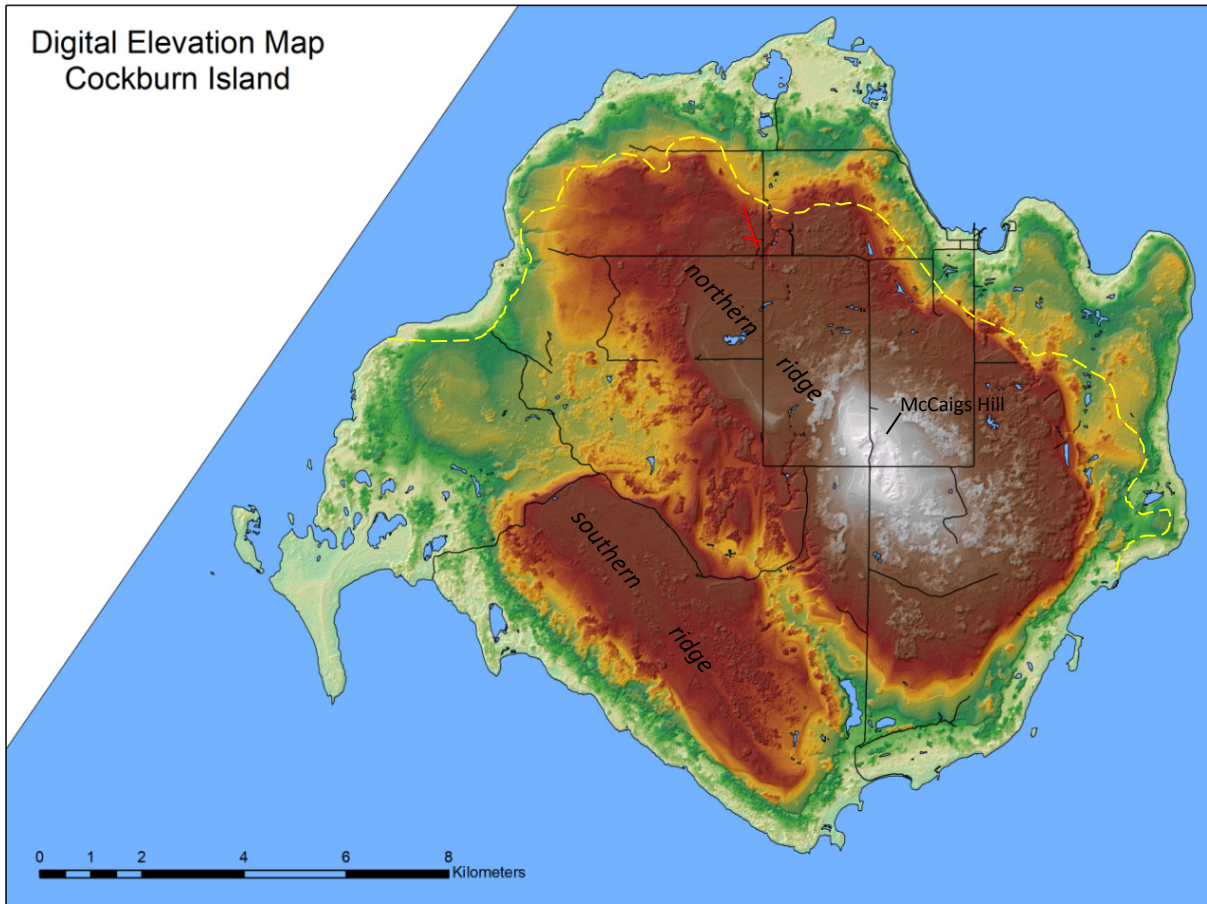 Digital Elevation Map
Cockburn Island
northern
ridge
McCaigs Hill
southern
ridge
0 1 2 4 6 8
Kilometers